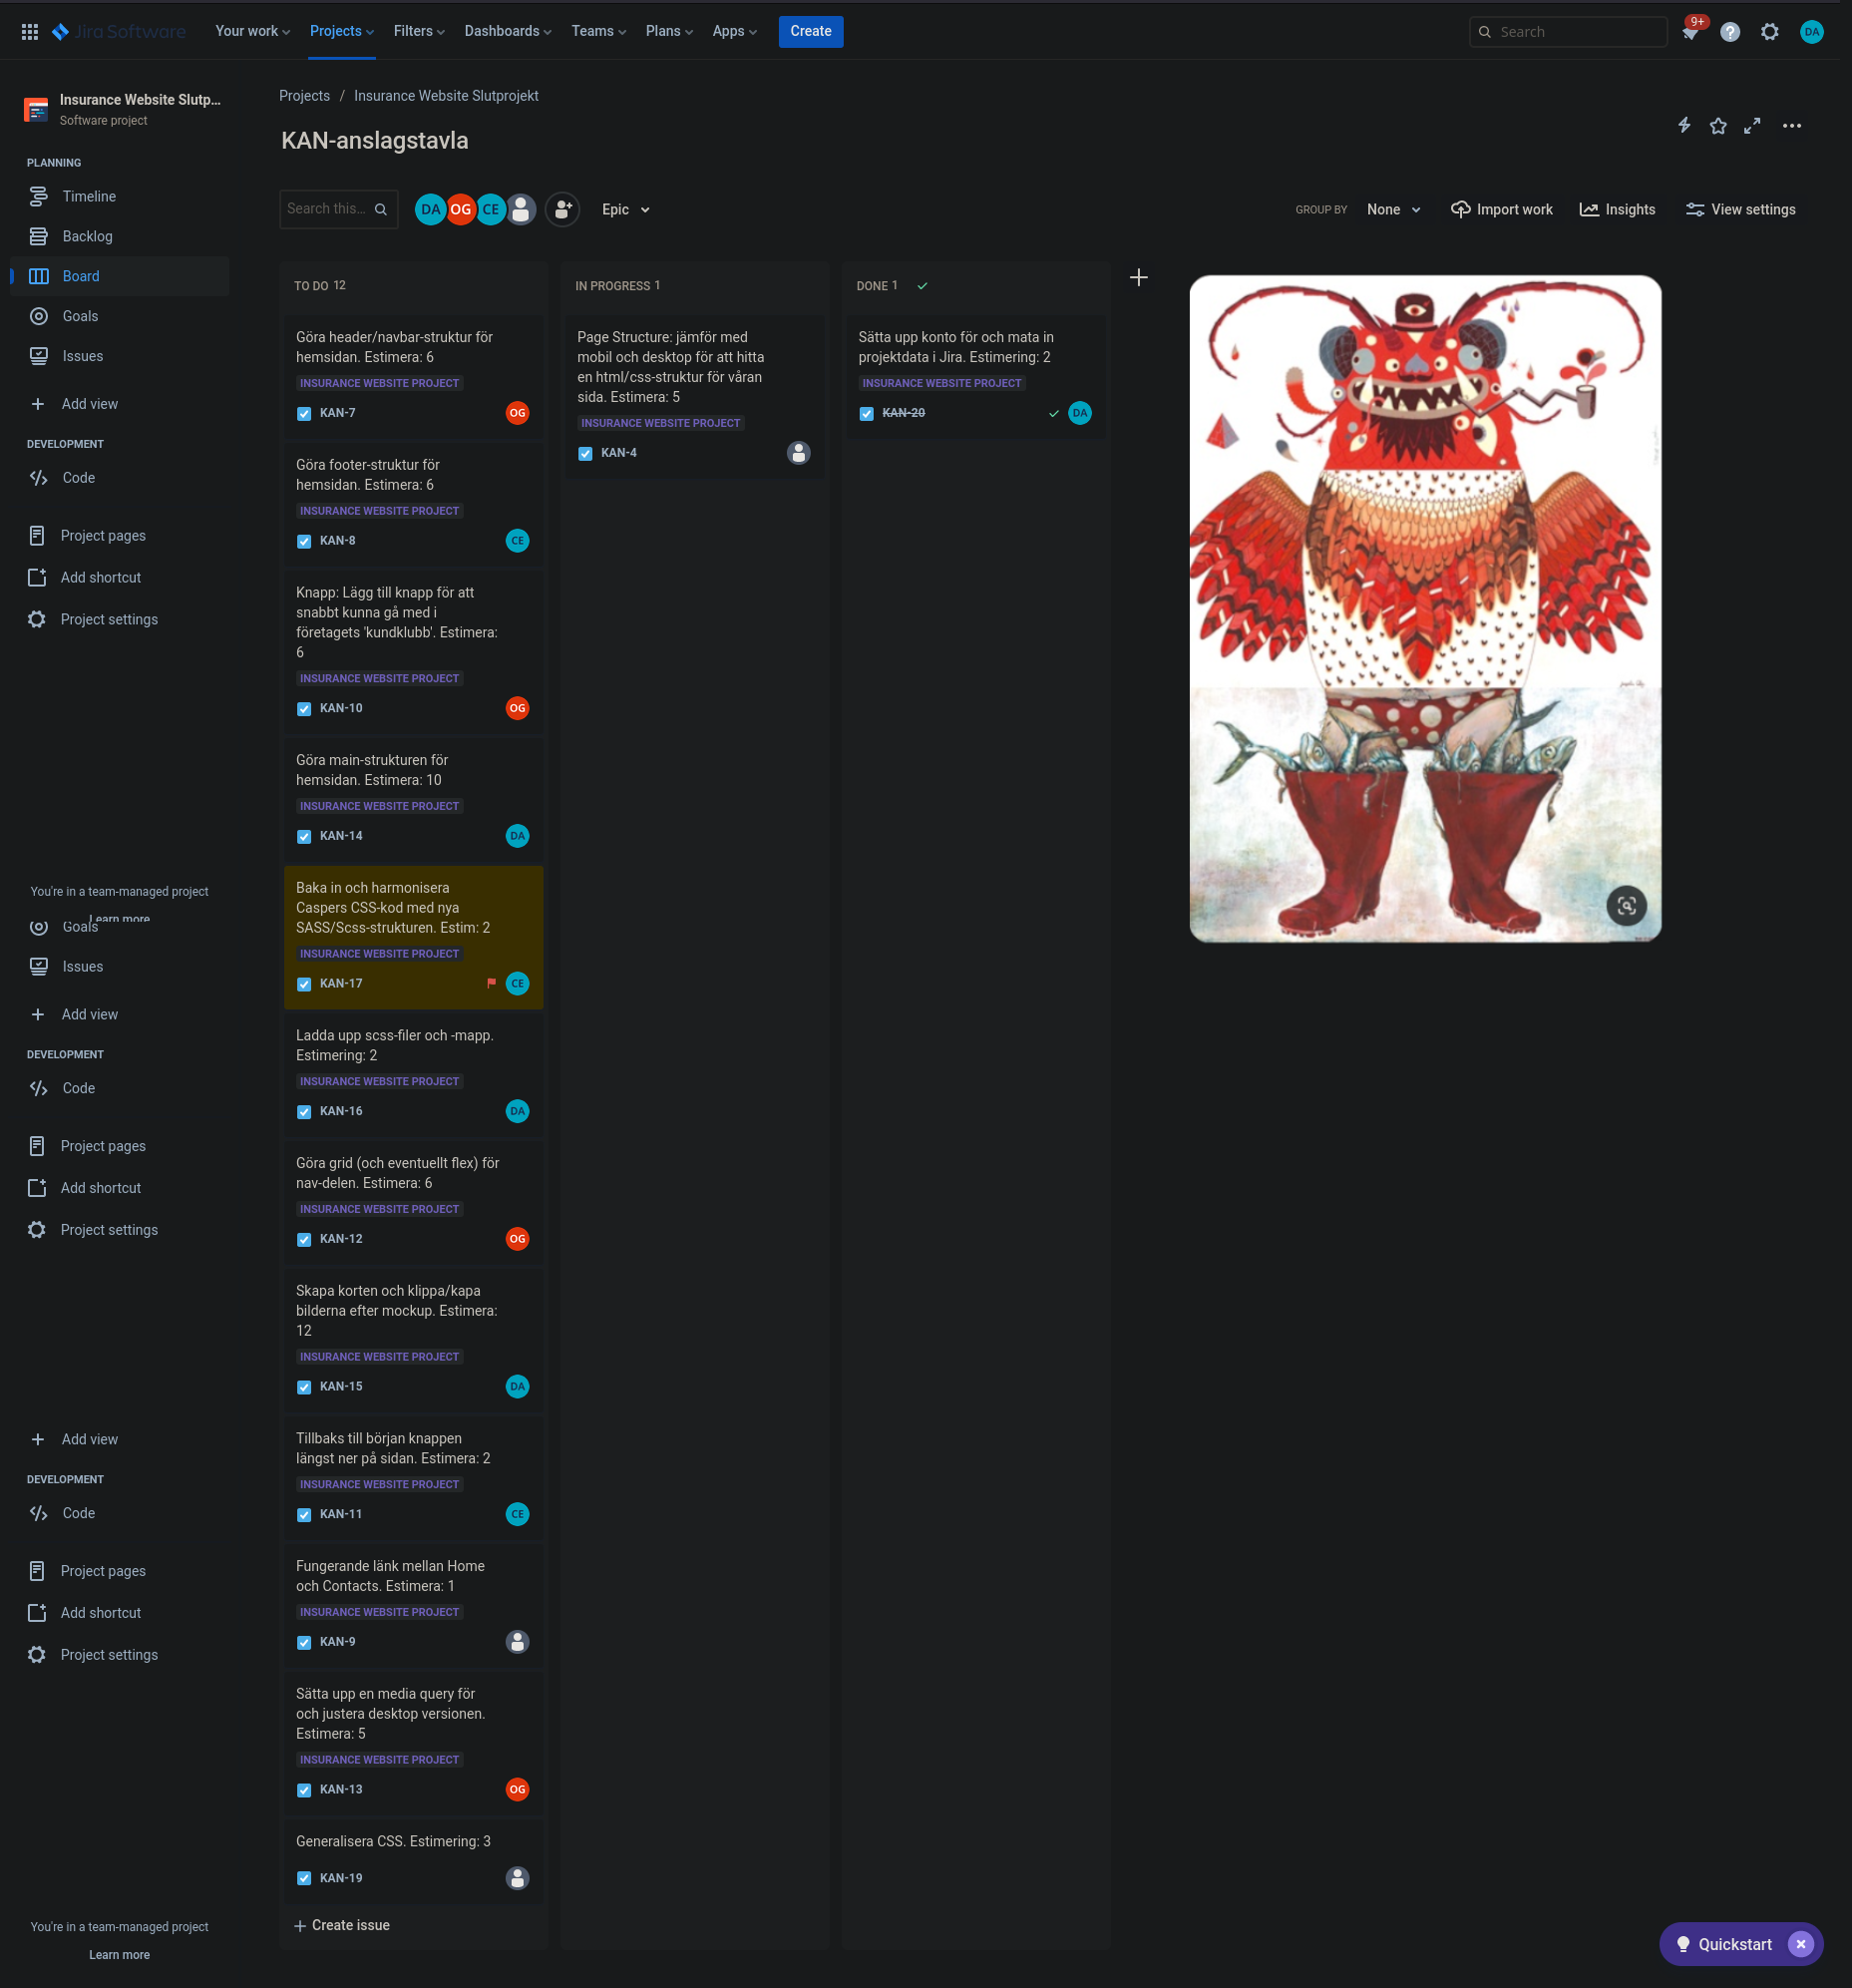 Jira Software
Your work
Projects
Filters
Dashboards
Teams
Plans
Apps
Create
Search
9+
DA
Insurance Website Slutp...
Software project
PLANNING
Timeline
Backlog
Board
Goals
Issues
Add view
DEVELOPMENT
Code
Project pages
Add shortcut
Project settings
You're in a team-managed project
Learn more
Goals
Issues
Add view
DEVELOPMENT
Code
Project pages
Add shortcut
Project settings
Add view
DEVELOPMENT
Code
Project pages
Add shortcut
Project settings
You're in a team-managed project
Learn more
Projects / Insurance Website Slutprojekt
KAN-anslagstavla
Search this...
DA
OG
CE
Epic
GROUP BY
None
Import work
Insights
View settings
TO DO 12
Göra header/navbar-struktur för
hemsidan. Estimera: 6
INSURANCE WEBSITE PROJECT
KAN-7
OG
Göra footer-struktur för
hemsidan. Estimera: 6
INSURANCE WEBSITE PROJECT
KAN-8
CE
Knapp: Lägg till knapp för att
snabbt kunna gå med i
företagets 'kundklubb'. Estimera:
6
INSURANCE WEBSITE PROJECT
KAN-10
OG
Göra main-strukturen för
hemsidan. Estimera: 10
INSURANCE WEBSITE PROJECT
KAN-14
DA
Baka in och harmonisera
Caspers CSS-kod med nya
SASS/Scss-strukturen. Estim: 2
INSURANCE WEBSITE PROJECT
KAN-17
CE
Ladda upp scss-filer och -mapp.
Estimering: 2
INSURANCE WEBSITE PROJECT
KAN-16
DA
Göra grid (och eventuellt flex) för
nav-delen. Estimera: 6
INSURANCE WEBSITE PROJECT
KAN-12
OG
Skapa korten och klippa/kapa
bilderna efter mockup. Estimera:
12
INSURANCE WEBSITE PROJECT
KAN-15
DA
Tillbaks till början knappen
längst ner på sidan. Estimera: 2
INSURANCE WEBSITE PROJECT
KAN-11
CE
Fungerande länk mellan Home
och Contacts. Estimera: 1
INSURANCE WEBSITE PROJECT
KAN-9
Sätta upp en media query för
och justera desktop versionen.
Estimera: 5
INSURANCE WEBSITE PROJECT
KAN-13
OG
Generalisera CSS. Estimering: 3
KAN-19
Create issue
IN PROGRESS 1
Page Structure: jämför med
mobil och desktop för att hitta
en html/css-struktur för våran
sida. Estimera: 5
INSURANCE WEBSITE PROJECT
KAN-4
DONE 1
Sätta upp konto för och mata in
projektdata i Jira. Estimering: 2
INSURANCE WEBSITE PROJECT
KAN-20
DA
Quickstart